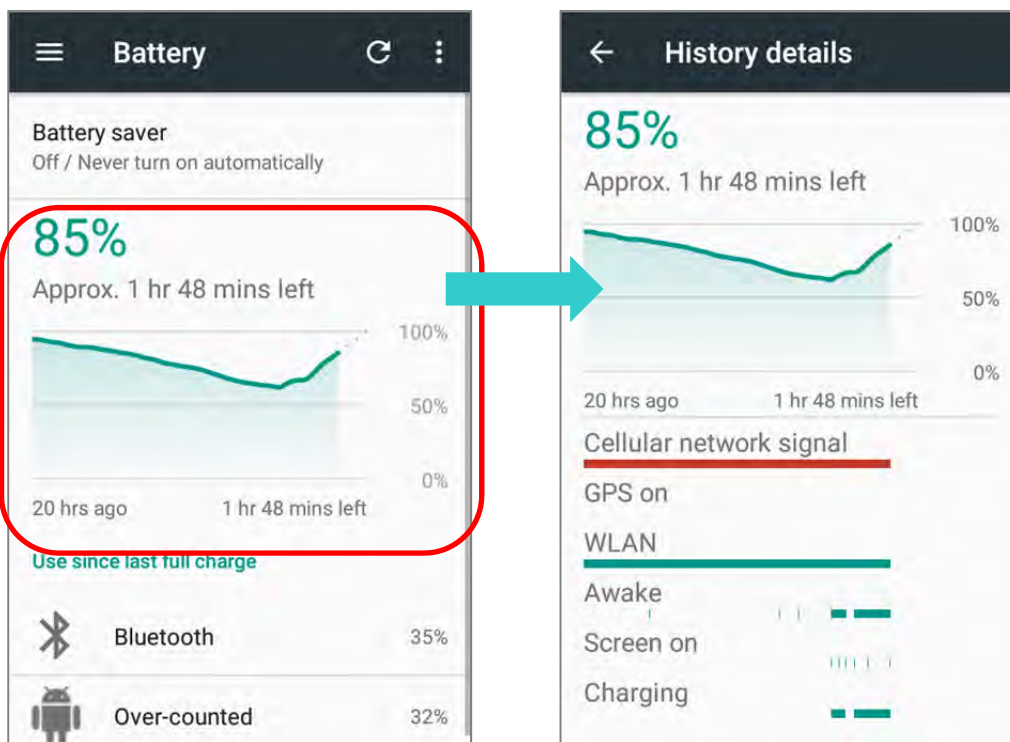 Battery
Battery saver
Off / Never turn on automatically
85%
Approx. 1 hr 48 mins left
100%
50%
0%
20 hrs ago 1 hr 48 mins left
Use since last full charge
Bluetooth 35%
Over-counted 32%
History details
85%
Approx. 1 hr 48 mins left
100%
50%
0%
20 hrs ago 1 hr 48 mins left
Cellular network signal
GPS on
WLAN
Awake
Screen on
Charging